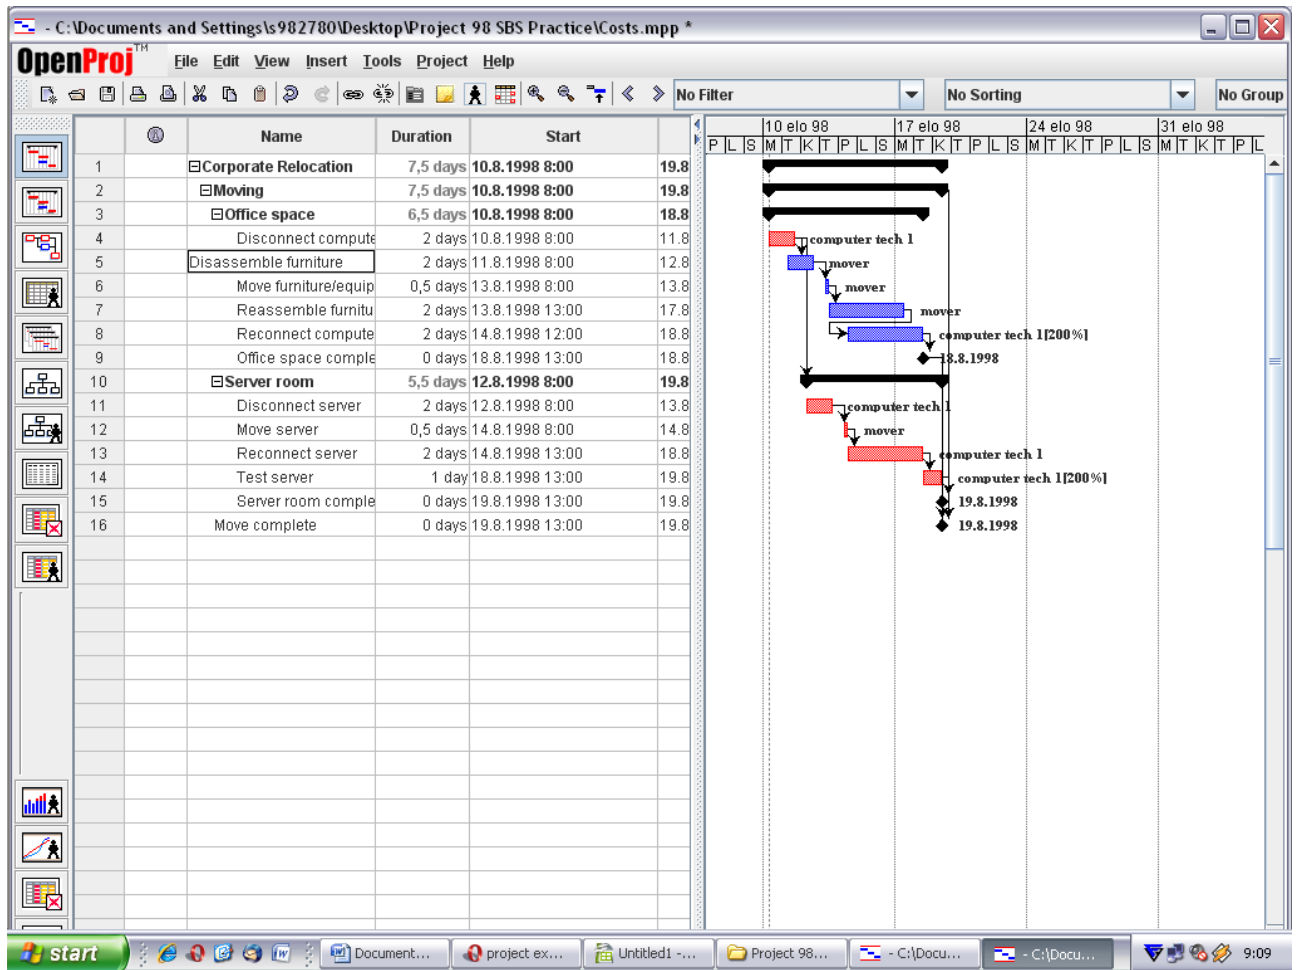 - C:\Documents and Settings\s982780\Desktop\Project 98 SBS Practice\Costs.mpp *
OpenProj™ File Edit View Insert Tools Project Help
No Filter No Sorting No Group
Name Duration Start
10 elo 98 17 elo 98 24 elo 98 31 elo 98
P L S M T K T P L S M T K T P L S M T K T P L S M T K T P L
1 Corporate Relocation 7,5 days 10.8.1998 8:00 19.8
2 Moving 7,5 days 10.8.1998 8:00 19.8
3 Office space 6,5 days 10.8.1998 8:00 18.8
4 Disconnect compute 2 days 10.8.1998 8:00 11.8 computer tech 1
5 Disassemble furniture 2 days 11.8.1998 8:00 12.8 mover
6 Move furniture/equip 0,5 days 13.8.1998 8:00 13.8 mover
7 Reassemble furnitu 2 days 13.8.1998 13:00 17.8 mover
8 Reconnect compute 2 days 14.8.1998 12:00 18.8 computer tech 1[200%]
9 Office space comple 0 days 18.8.1998 13:00 18.8 18.8.1998
10 Server room 5,5 days 12.8.1998 8:00 19.8
11 Disconnect server 2 days 12.8.1998 8:00 13.8 computer tech 1
12 Move server 0,5 days 14.8.1998 8:00 14.8 mover
13 Reconnect server 2 days 14.8.1998 13:00 18.8 computer tech 1
14 Test server 1 day 18.8.1998 13:00 19.8 computer tech 1[200%]
15 Server room comple 0 days 19.8.1998 13:00 19.8 19.8.1998
16 Move complete 0 days 19.8.1998 13:00 19.8 19.8.1998
start Document... project ex... Untitled1 -... Project 98... - C:\Docu... - C:\Docu... 9:09